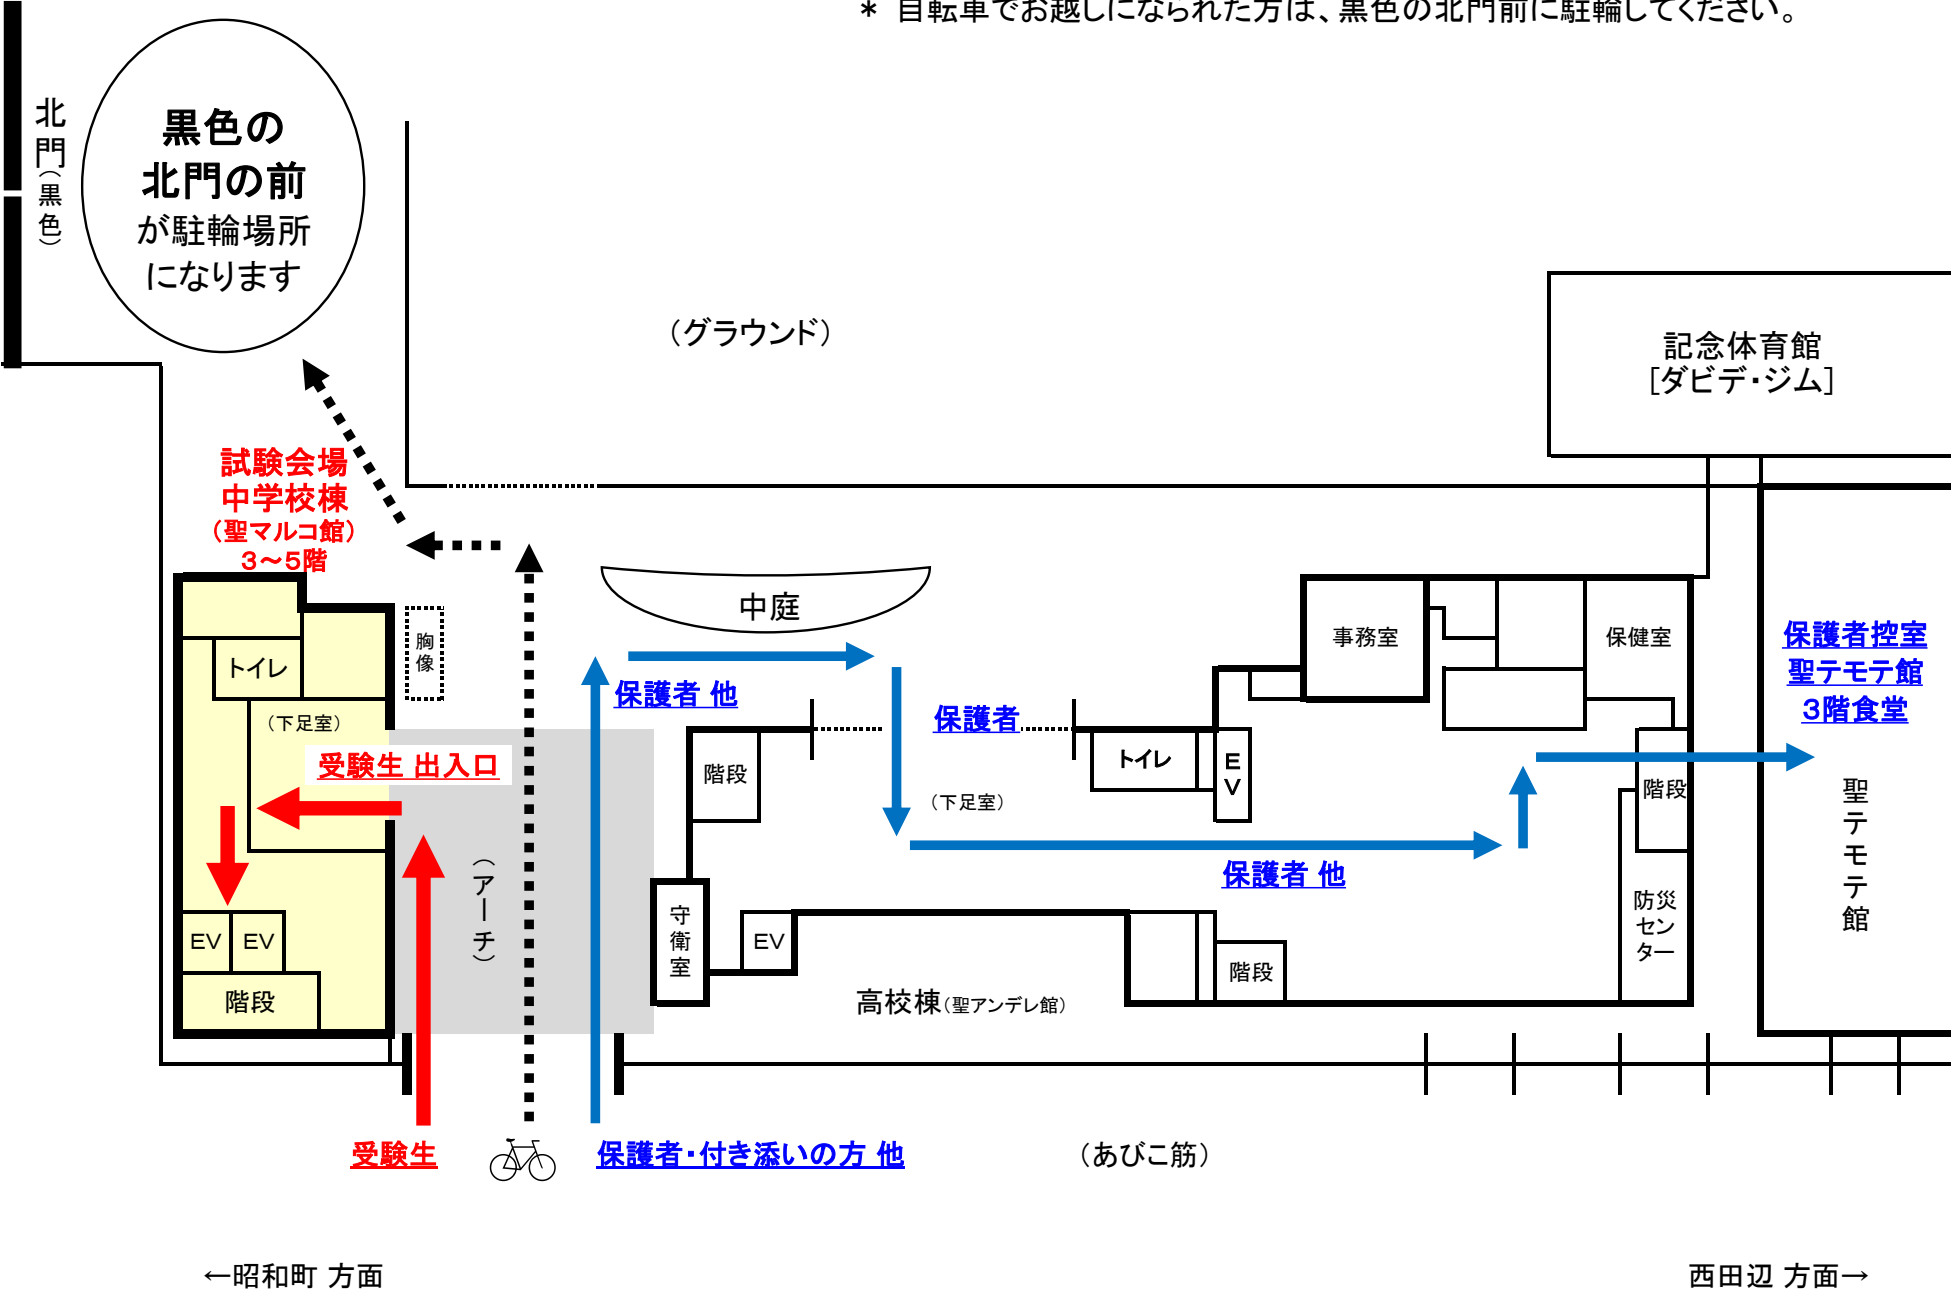 * 自転車でお越しになられた方は、黒色の北門前に駐輪してください。
北門（黒色）
黒色の
北門の前
が駐輪場所
になります
（グラウンド）
記念体育館
［ダビデ・ジム］
試験会場
中学校棟
（聖マルコ館）
３～５階
胸像
中庭
トイレ
（下足室）
受験生 出入口
保護者 他
保護者
事務室
保健室
保護者控室
聖テモテ館
３階食堂
階段
トイレ
EV
（下足室）
階段
聖テモテ館
（アーチ）
保護者 他
守衛室
EV
EV
EV
階段
高校棟（聖アンデレ館）
階段
防災
セン
ター
受験生
保護者・付き添いの方 他
（あびこ筋）
←昭和町 方面
西田辺 方面→